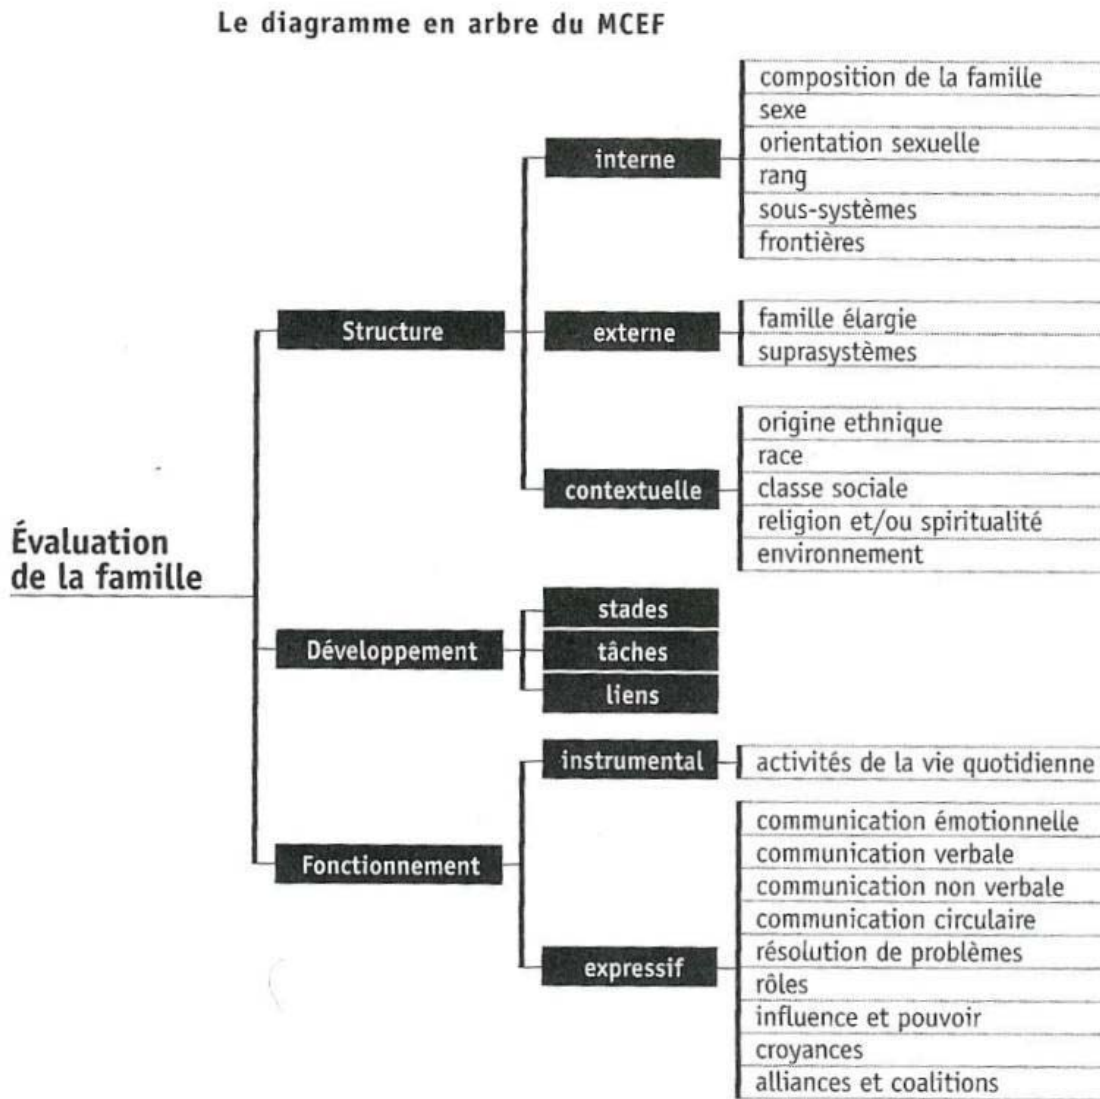 Le diagramme en arbre du MCEF
Évaluation
de la famille
Structure
interne
composition de la famille
sexe
orientation sexuelle
rang
sous-systèmes
frontières
externe
famille élargie
suprasystèmes
contextuelle
origine ethnique
race
classe sociale
religion et/ou spiritualité
environnement
Développement
stades
tâches
liens
Fonctionnement
instrumental
activités de la vie quotidienne
expressif
communication émotionnelle
communication verbale
communication non verbale
communication circulaire
résolution de problèmes
rôles
influence et pouvoir
croyances
alliances et coalitions